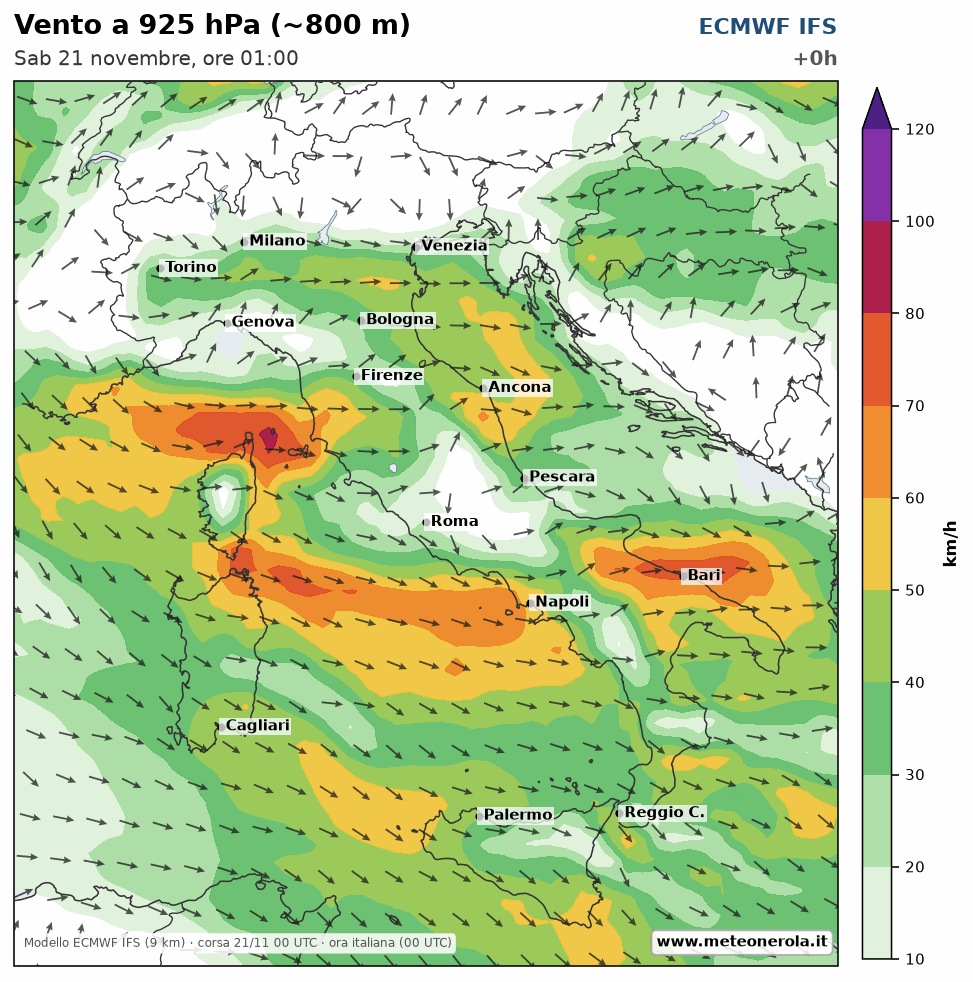 Vento a 925 hPa (~800 m)
ECMWF IFS
Sab 21 novembre, ore 01:00
+0h
Milano
Venezia
Torino
Genova
Bologna
Firenze
Ancona
Pescara
Roma
Bari
Napoli
Cagliari
Palermo
Reggio C.
120
100
80
70
60
50
40
30
20
10
km/h
Modello ECMWF IFS (9 km) · corsa 21/11 00 UTC · ora italiana (00 UTC)
www.meteonerola.it